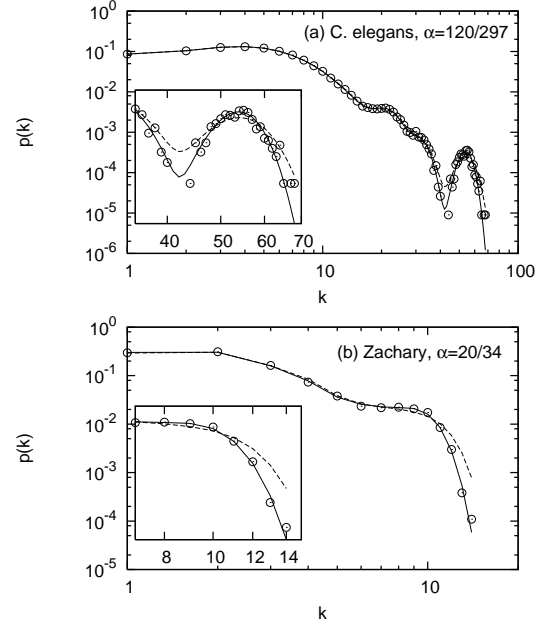 (a) C. elegans, α=120/297
10^0
10^-1
10^-2
10^-3
10^-4
10^-5
10^-6
p(k)
40 50 60 70
1 10 100
k
(b) Zachary, α=20/34
10^0
10^-1
10^-2
10^-3
10^-4
10^-5
p(k)
8 10 12 14
1 10
k